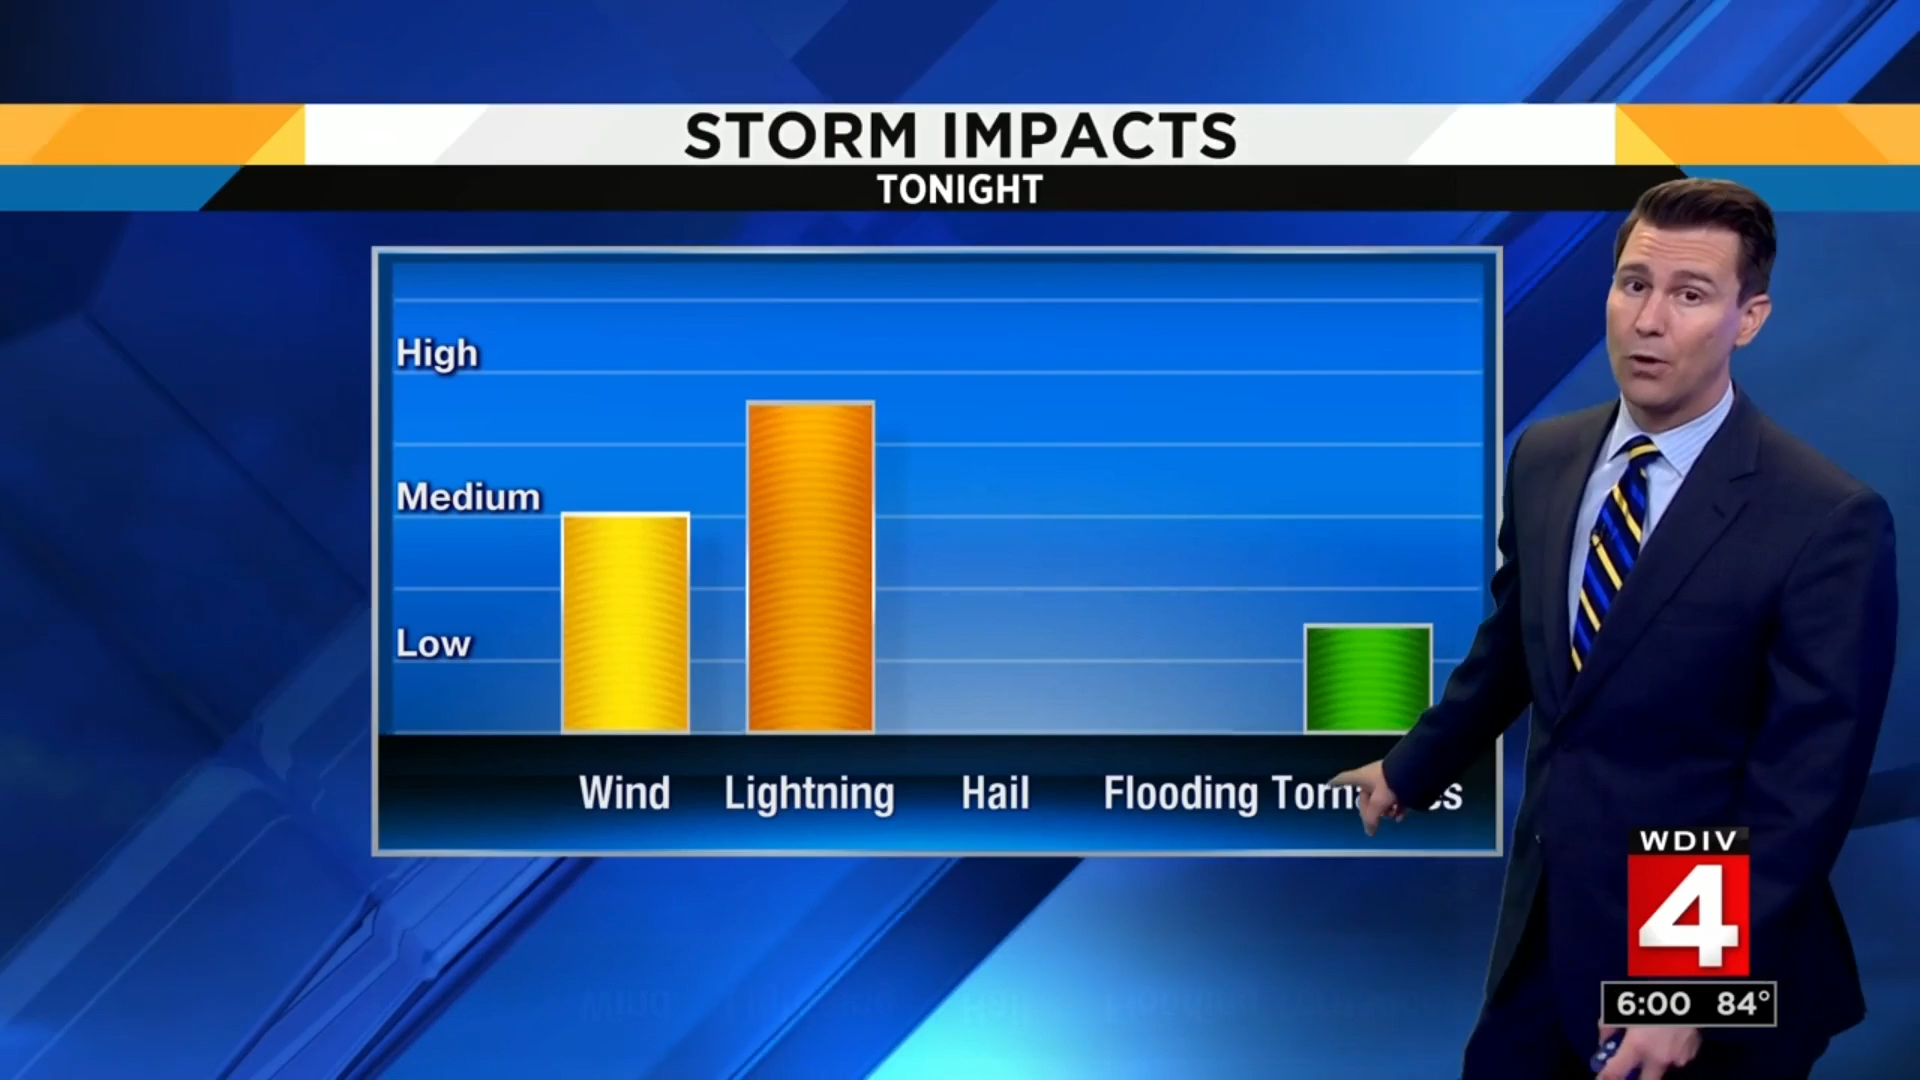 STORM IMPACTS
TONIGHT
High
Medium
Low
Wind Lightning Hail Flooding
WDIV
4
6:00 84°